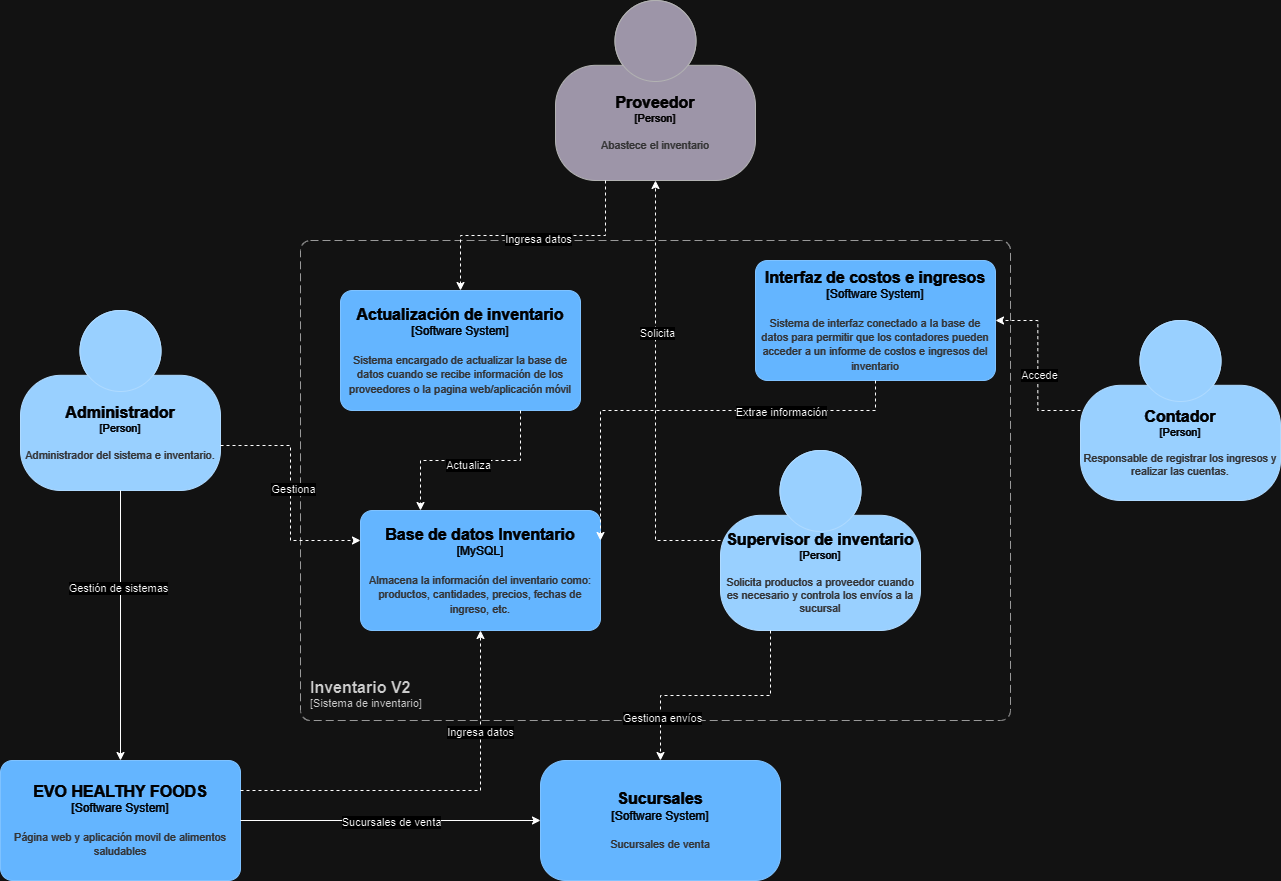 Proveedor
[Person]
Abastece el inventario
Ingresa datos
Interfaz de costos e ingresos
[Software System]
Sistema de interfaz conectado a la base de
datos para permitir que los contadores pueden
acceder a un informe de costos e ingresos del
inventario
Actualización de inventario
[Software System]
Sistema encargado de actualizar la base de
datos cuando se recibe información de los
proveedores o la pagina web/aplicación móvil
Solicita
Accede
Administrador
[Person]
Administrador del sistema e inventario.
Extrae información
Contador
[Person]
Responsable de registrar los ingresos y
realizar las cuentas.
Actualiza
Gestiona
Base de datos Inventario
[MySQL]
Almacena la información del inventario como:
productos, cantidades, precios, fechas de
ingreso, etc.
Supervisor de inventario
[Person]
Solicita productos a proveedor cuando
es necesario y controla los envíos a la
sucursal
Gestión de sistemas
Inventario V2
[Sistema de inventario]
Gestiona envíos
Ingresa datos
EVO HEALTHY FOODS
[Software System]
Página web y aplicación movil de alimentos
saludables
Sucursales de venta
Sucursales
[Software System]
Sucursales de venta